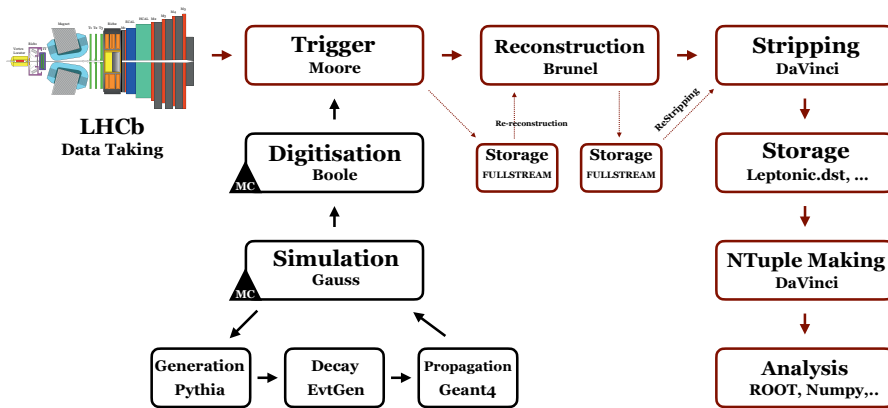 Trigger
Moore
Reconstruction
Brunel
Stripping
DaVinci
LHCb
Data Taking
Re-reconstruction
ReStripping
Digitisation
Boole
MC
Storage
FULLSTREAM
Storage
FULLSTREAM
Storage
Leptonic.dst, ...
Simulation
Gauss
MC
NTuple Making
DaVinci
Generation
Pythia
Decay
EvtGen
Propagation
Geant4
Analysis
ROOT, Numpy,..